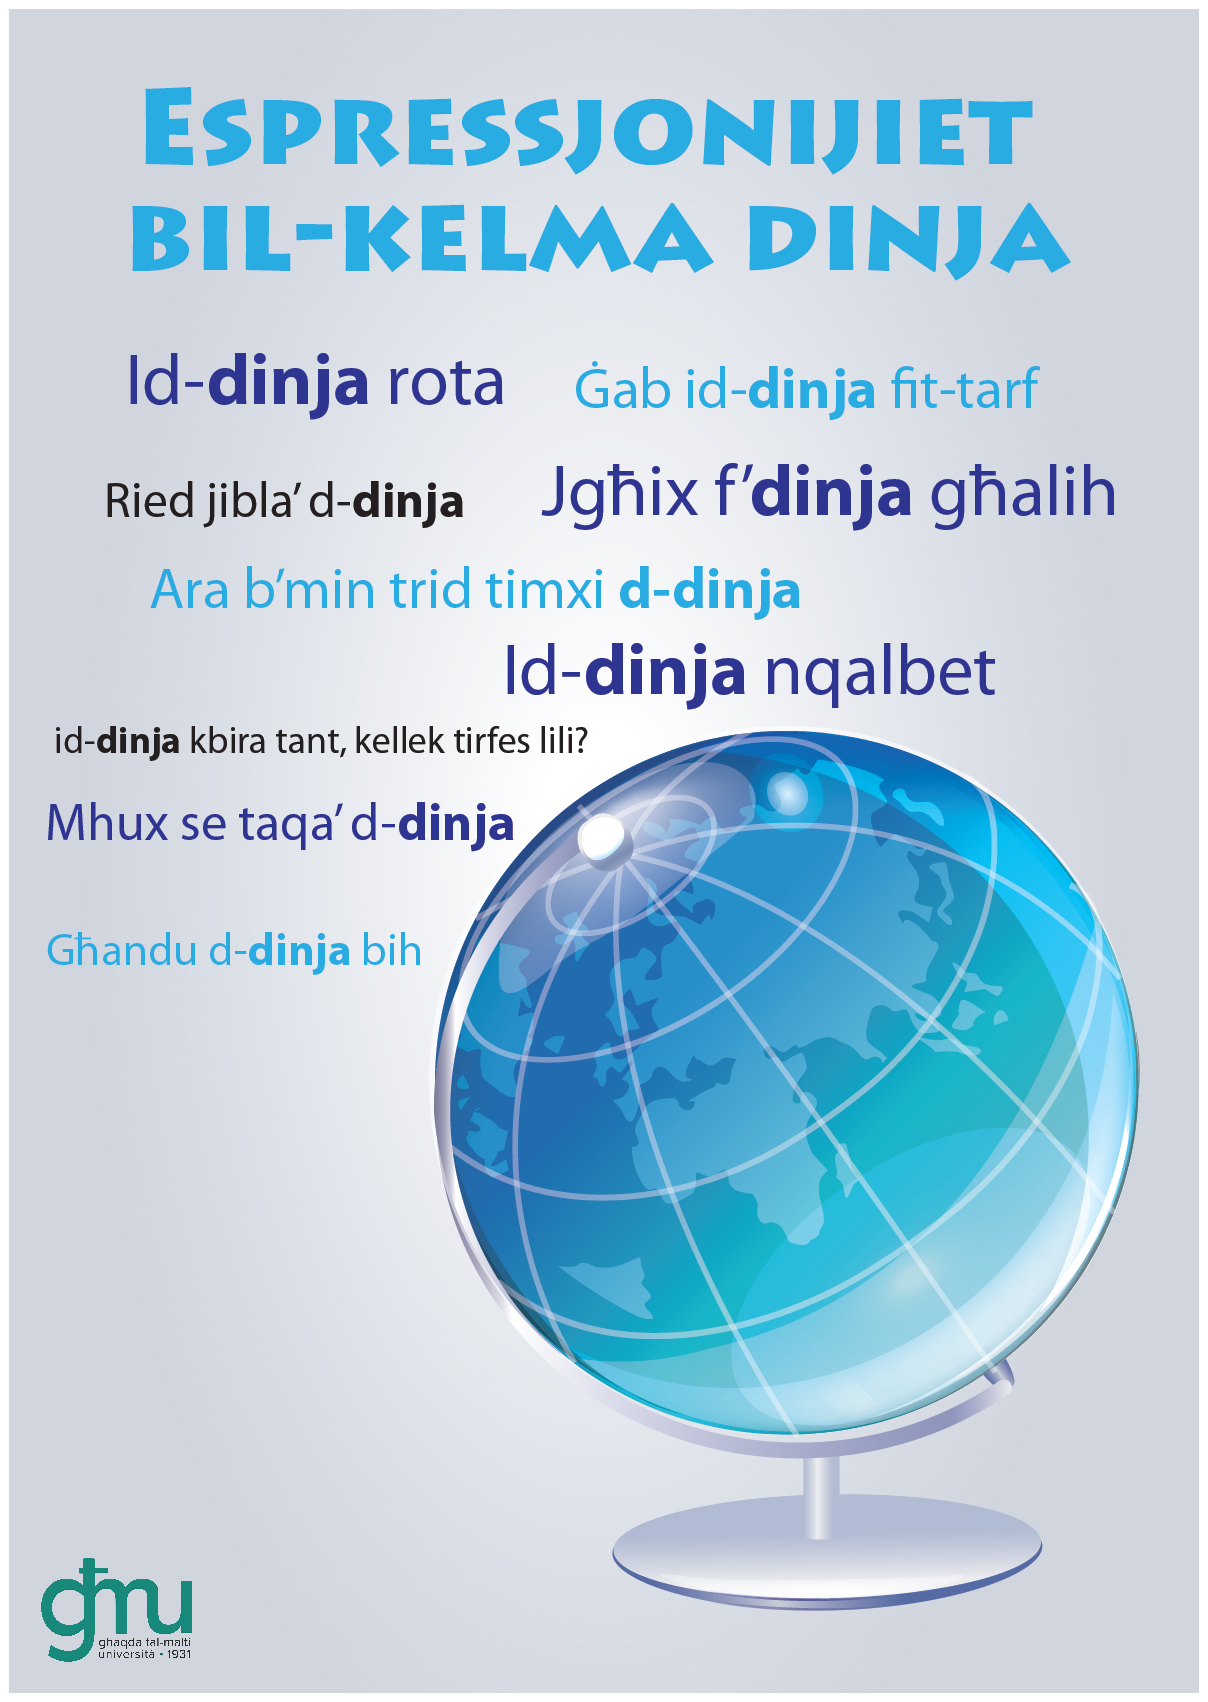 ESPRESSJONIJIET
BIL-KELMA DINJA
Id-dinja rota
Ġab id-dinja fit-tarf
Ried jibla’ d-dinja
Jgħix f’dinja għalih
Ara b’min trid timxi d-dinja
Id-dinja nqalbet
id-dinja kbira tant, kellek tirfes lili?
Mhux se taqa’ d-dinja
Għandu d-dinja bih
għmu
għaqda tal-malti
università • 1931